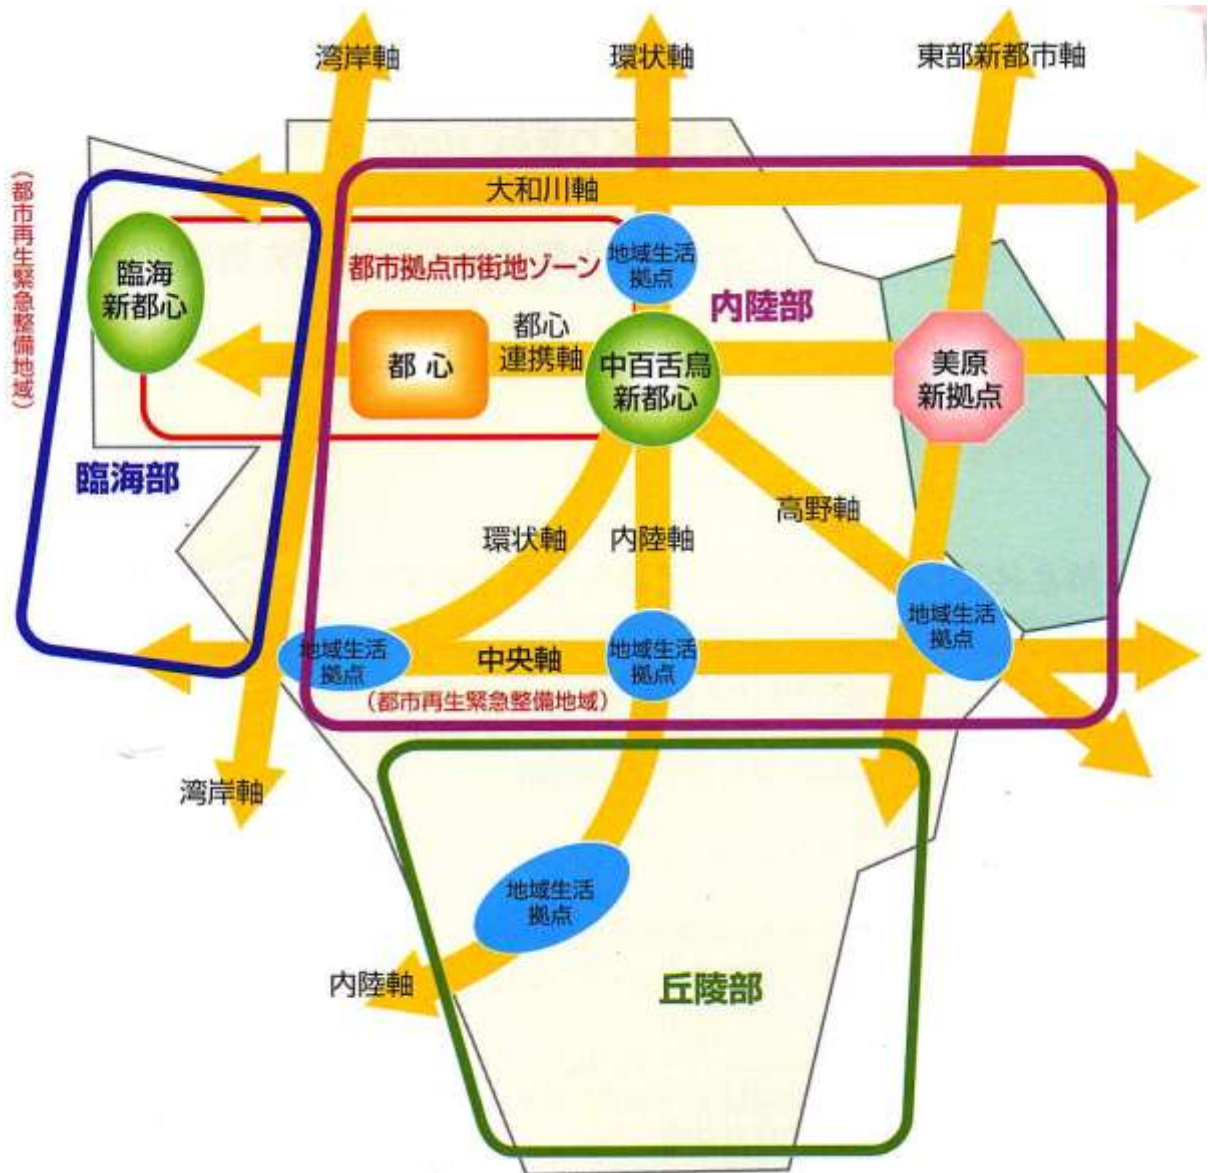 湾岸軸
環状軸
東部新都市軸
(都市再生緊急整備地域)
大和川軸
臨海
新都心
都市拠点市街地ゾーン
地域生活
拠点
内陸部
都心
都心
連携軸
中百舌鳥
新都心
美原
新拠点
臨海部
環状軸
内陸軸
高野軸
地域生活
拠点
中央軸
地域生活
拠点
地域生活
拠点
(都市再生緊急整備地域)
湾岸軸
地域生活
拠点
内陸軸
丘陵部